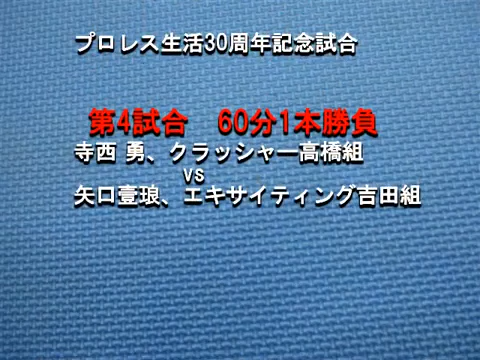 プロレス生活30周年記念試合
第4試合　60分1本勝負
寺西 勇、クラッシャー高橋組
vs
矢口壹琅、エキサイティング吉田組